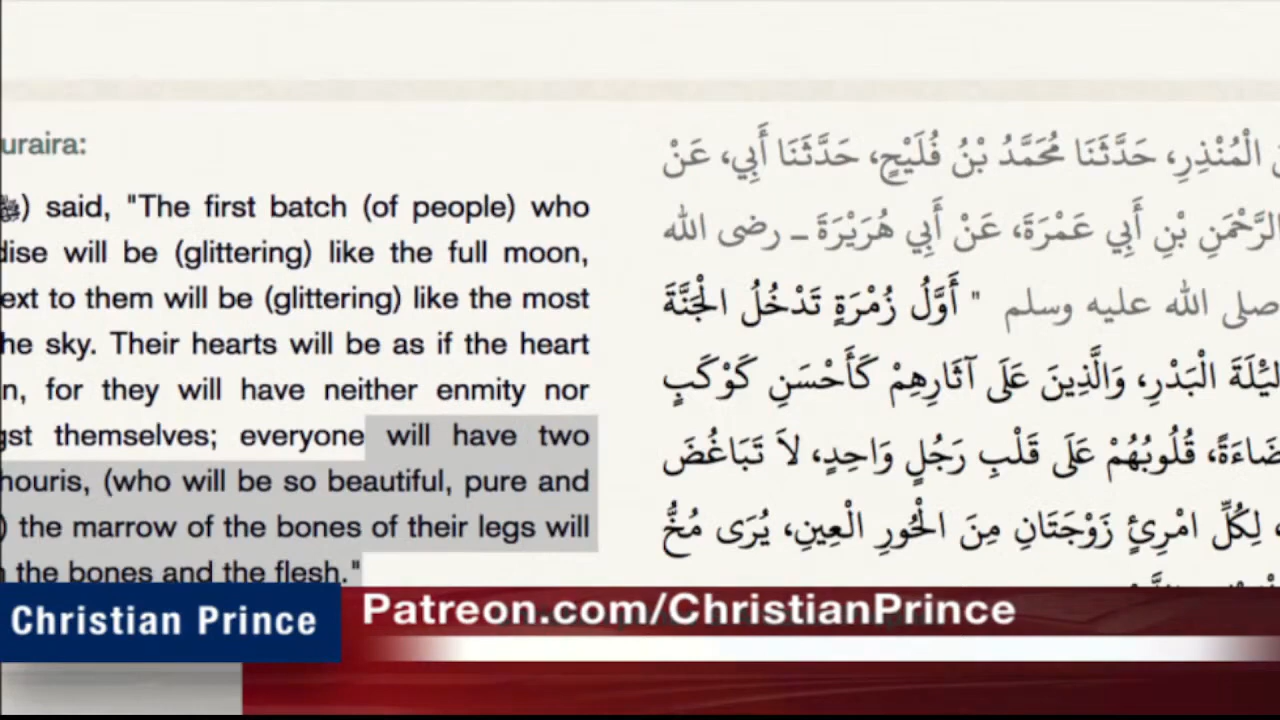 uraira:
ﷺ) said, "The first batch (of people) who
dise will be (glittering) like the full moon,
ext to them will be (glittering) like the most
he sky. Their hearts will be as if the heart
n, for they will have neither enmity nor
gst themselves; everyone will have two
houris, (who will be so beautiful, pure and
) the marrow of the bones of their legs will
the bones and the flesh."
الْمُنْذِرِ، حَدَّثَنَا مُحَمَّدُ بْنُ فُلَيْحٍ، حَدَّثَنَا أَبِي، عَنْ
الرَّحْمَنِ بْنِ أَبِي عَمْرَةَ، عَنْ أَبِي هُرَيْرَةَ ـ رضى الله
صلى الله عليه وسلم " أَوَّلُ زُمْرَةٍ تَدْخُلُ الْجَنَّةَ
لَيْلَةَ الْبَدْرِ، وَالَّذِينَ عَلَى آثَارِهِمْ كَأَحْسَنِ كَوْكَبٍ
ضَاءَةً، قُلُوبُهُمْ عَلَى قَلْبِ رَجُلٍ وَاحِدٍ، لاَ تَبَاغُضَ
، لِكُلِّ امْرِئٍ زَوْجَتَانِ مِنَ الْحُورِ الْعِينِ، يُرَى مُخُّ
Christian Prince
Patreon.com/ChristianPrince